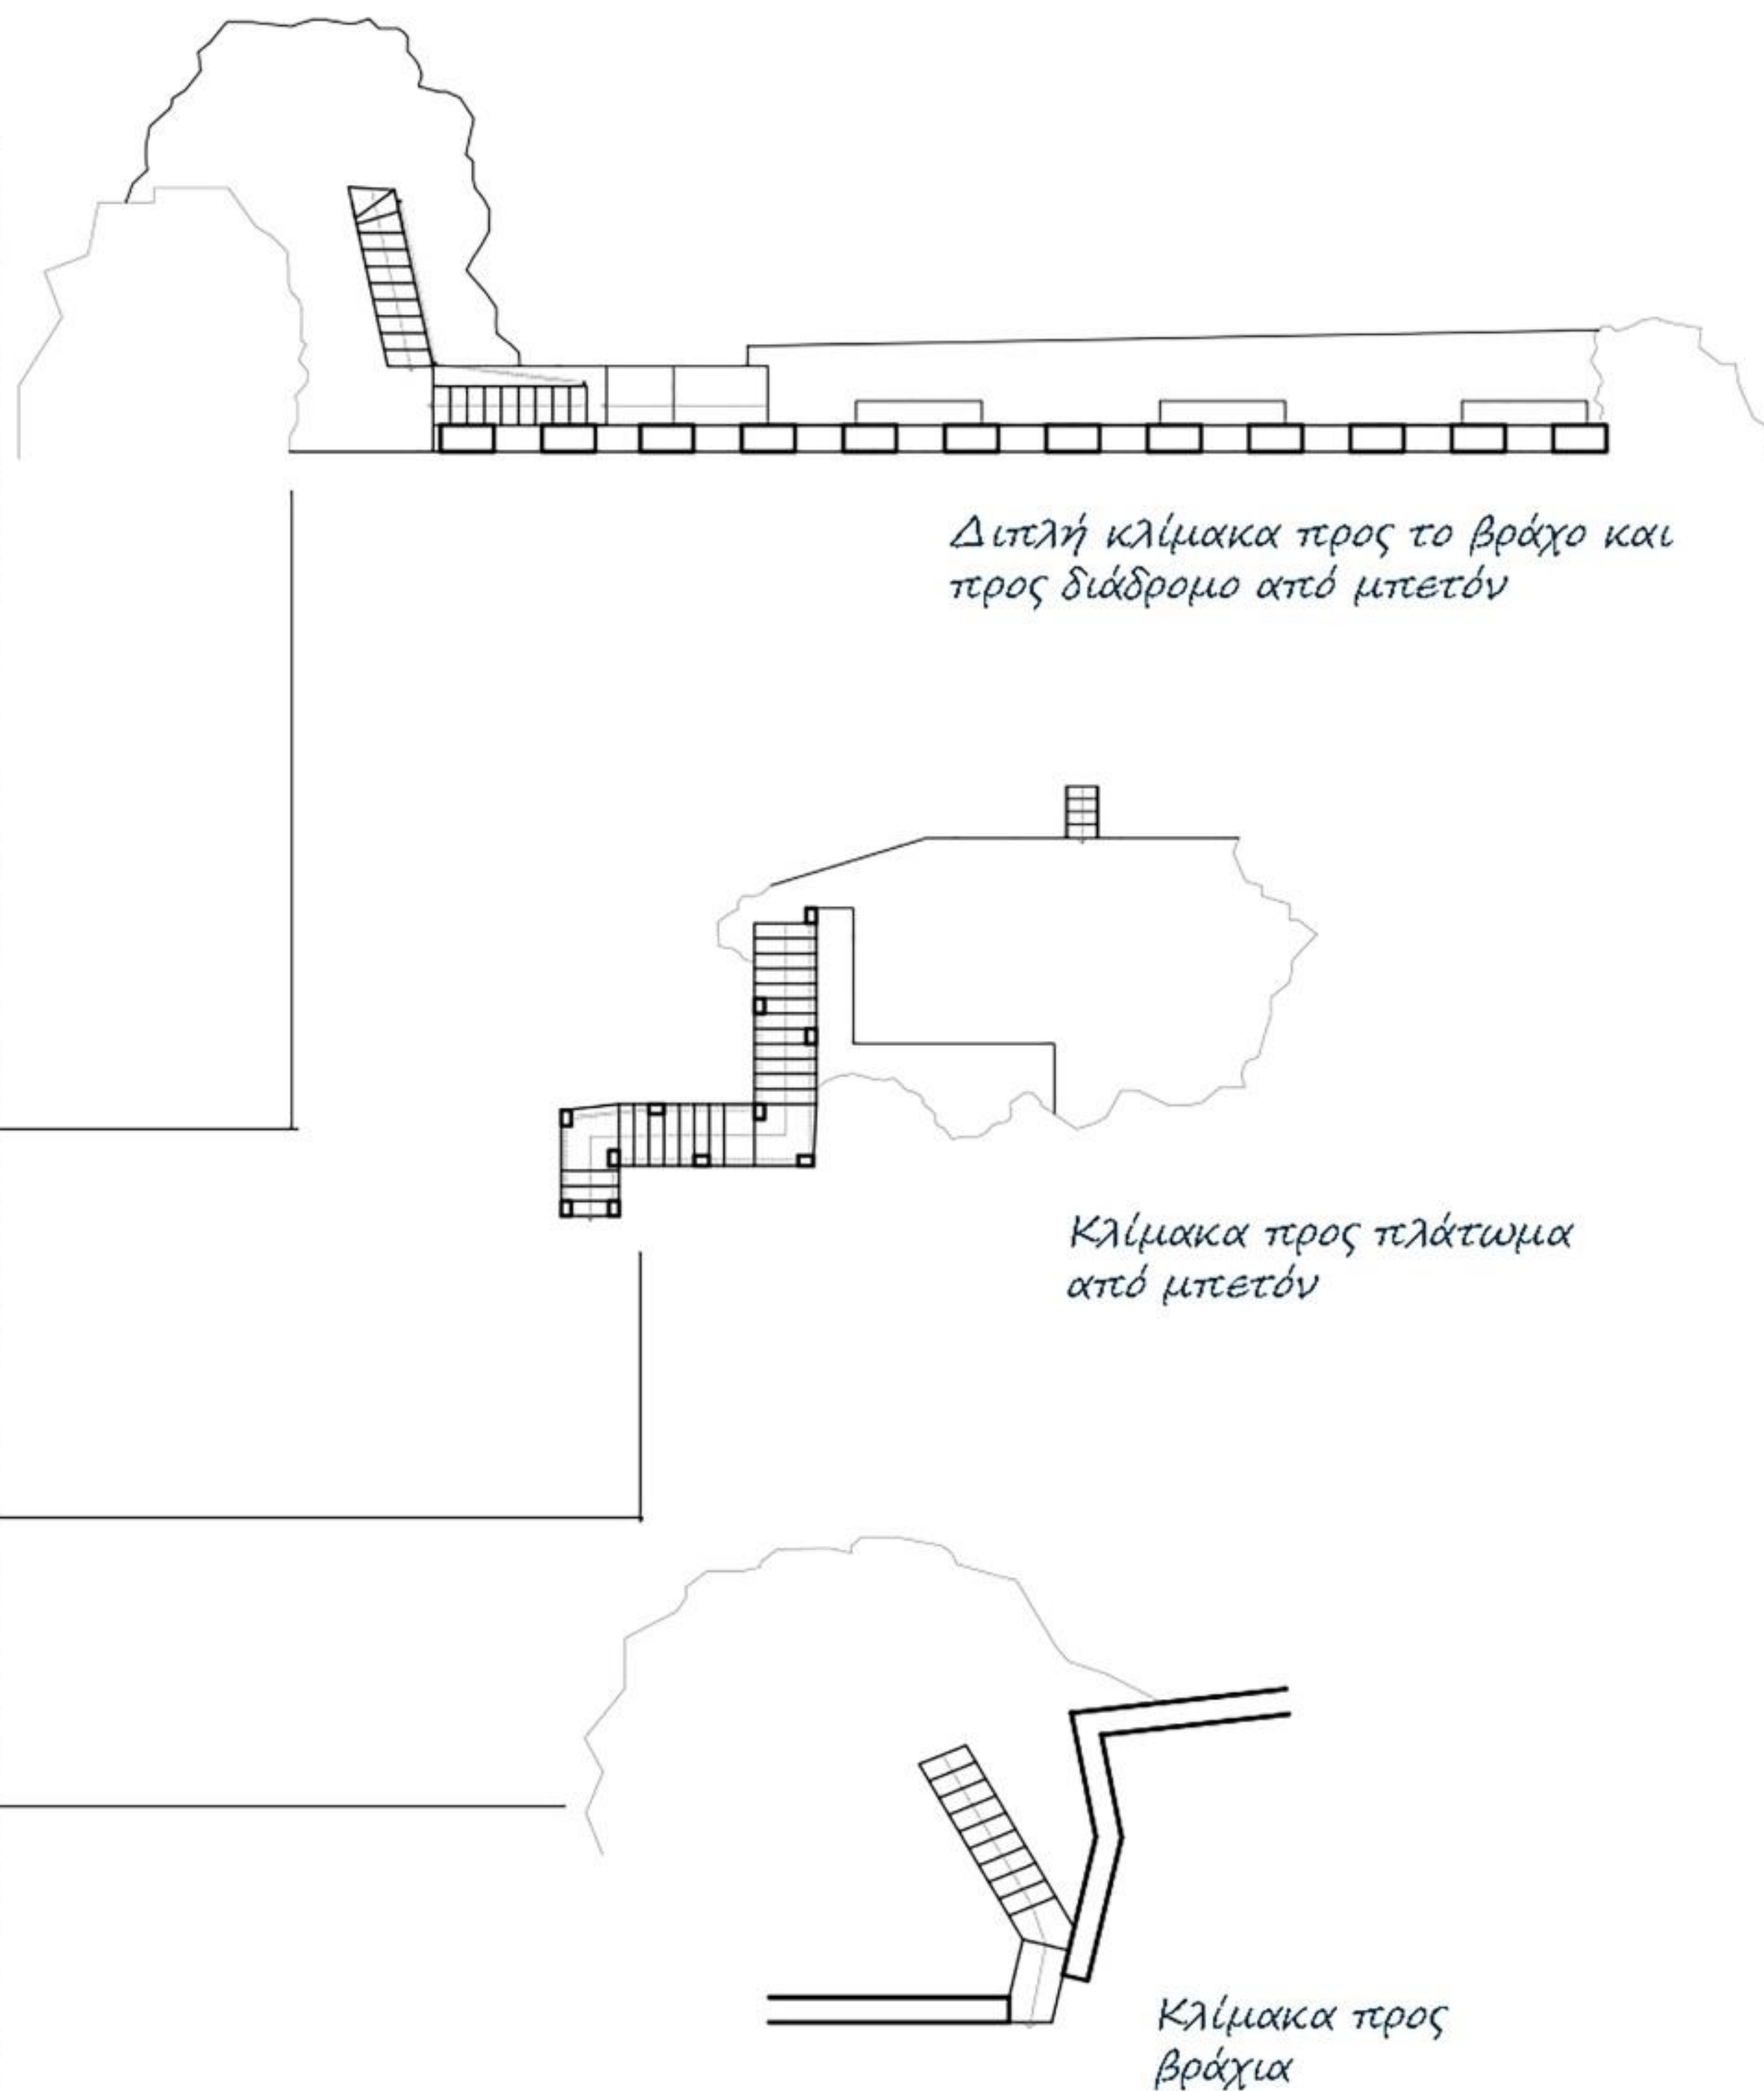 Διπλή κλίμακα προς το βράχο και
προς διάδρομο από μπετόν
Κλίμακα προς πλάτωμα
από μπετόν
Κλίμακα προς
βράχια